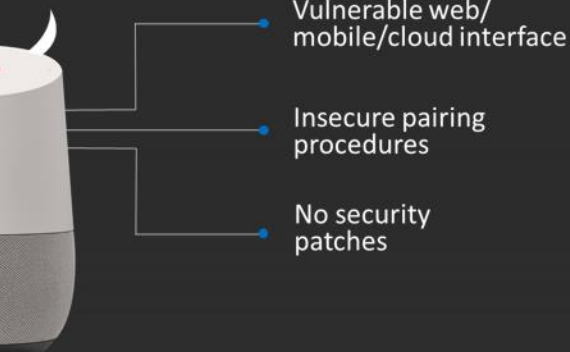 Vulnerable web/
mobile/cloud interface
Insecure pairing
procedures
No security
patches